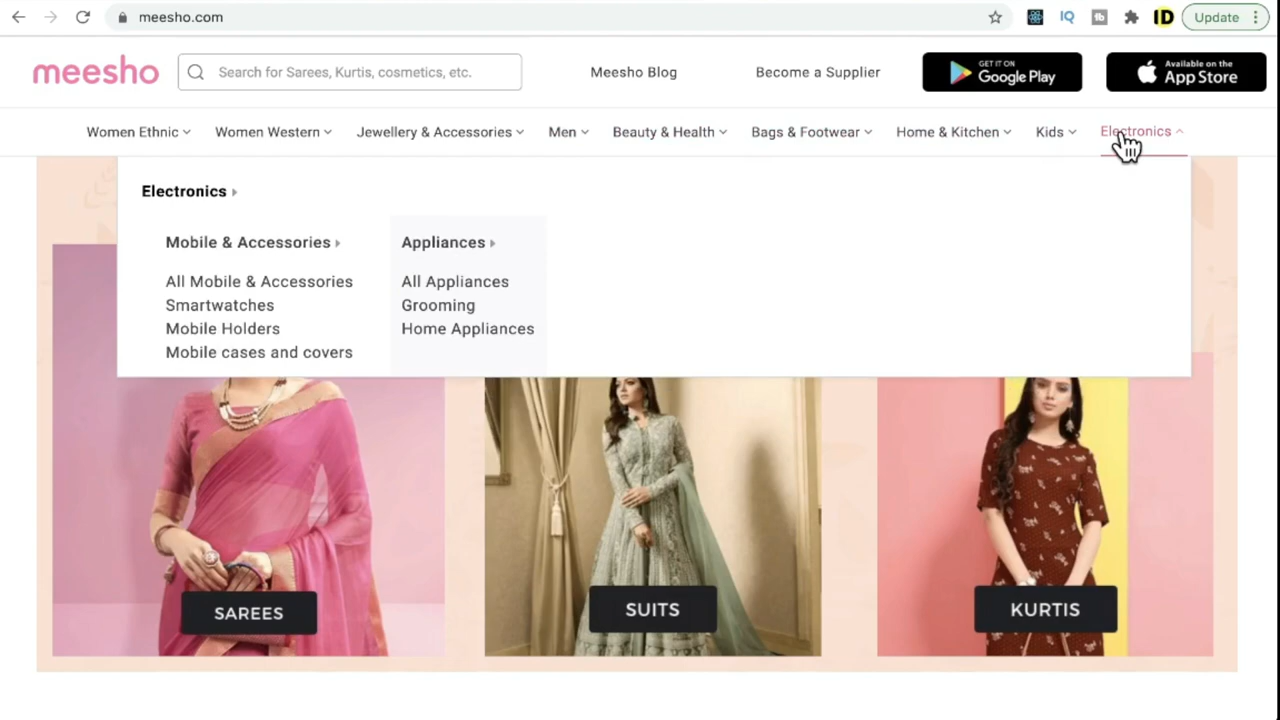 meesho.com
IQ
tb
ID
Update
meesho
Search for Sarees, Kurtis, cosmetics, etc.
Meesho Blog
Become a Supplier
GET IT ON
Google Play
Available on the
App Store
Women Ethnic
Women Western
Jewellery & Accessories
Men
Beauty & Health
Bags & Footwear
Home & Kitchen
Kids
Electronics
Electronics
Mobile & Accessories
All Mobile & Accessories
Smartwatches
Mobile Holders
Mobile cases and covers
Appliances
All Appliances
Grooming
Home Appliances
SAREES
SUITS
KURTIS